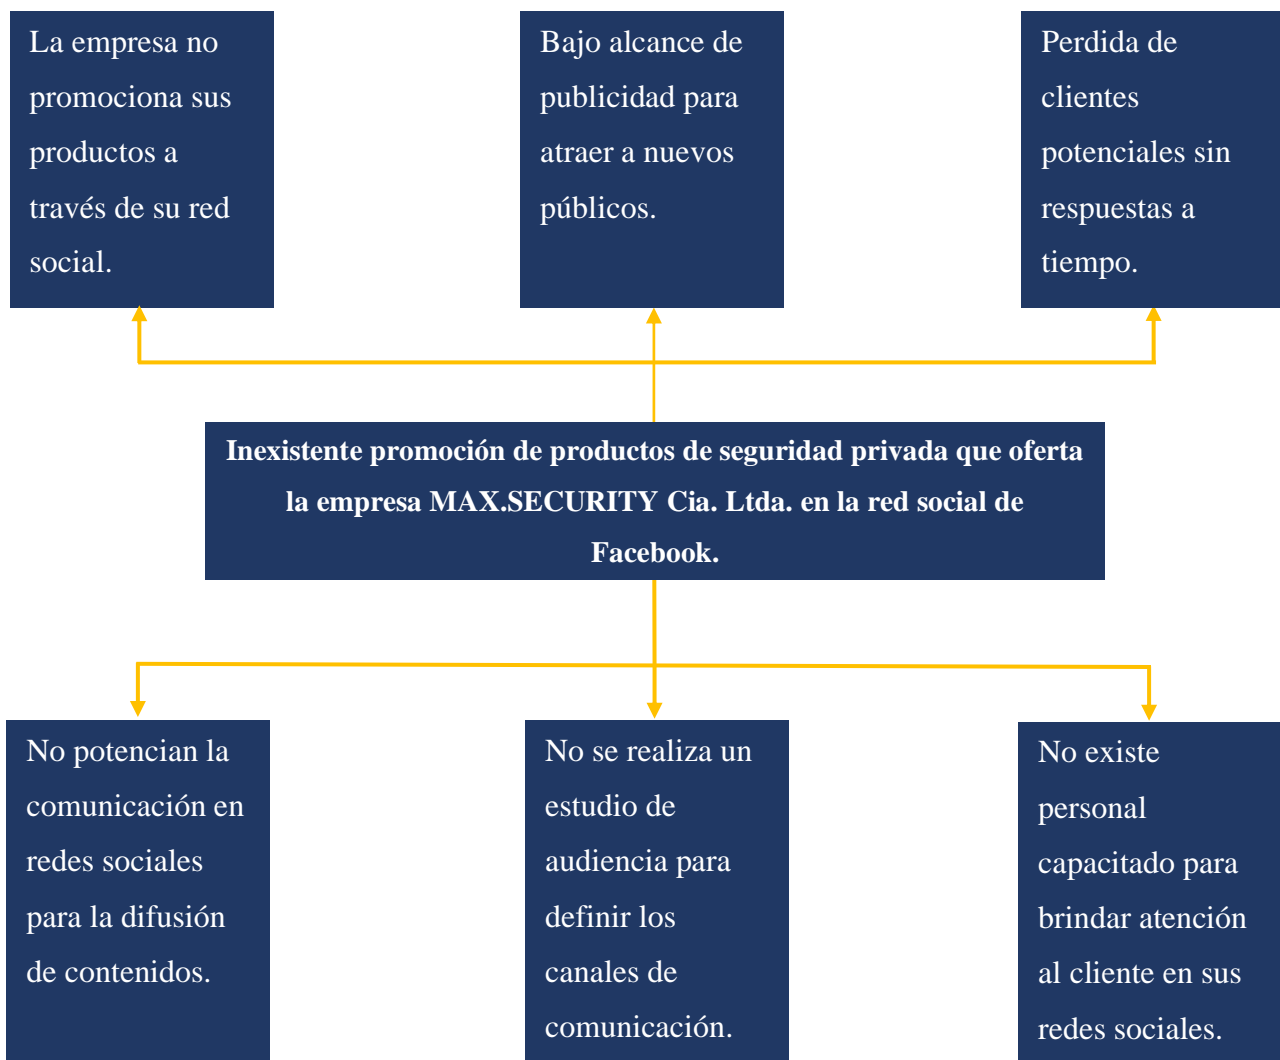 La empresa no
promociona sus
productos a
través de su red
social.
Bajo alcance de
publicidad para
atraer a nuevos
públicos.
Perdida de
clientes
potenciales sin
respuestas a
tiempo.
Inexistente promoción de productos de seguridad privada que oferta
la empresa MAX.SECURITY Cia. Ltda. en la red social de
Facebook.
No potencian la
comunicación en
redes sociales
para la difusión
de contenidos.
No se realiza un
estudio de
audiencia para
definir los
canales de
comunicación.
No existe
personal
capacitado para
brindar atención
al cliente en sus
redes sociales.